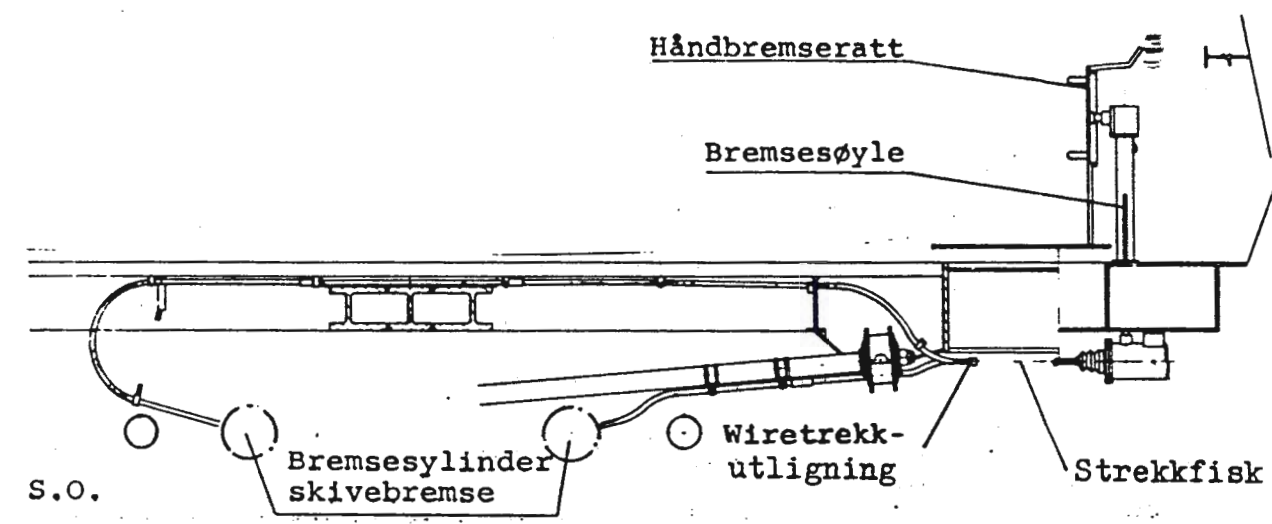 Håndbremseratt
Bremsesøyle
Wiretrekk-
utligning
Strekkfisk
Bremsesylinder
skivebremse
S.O.